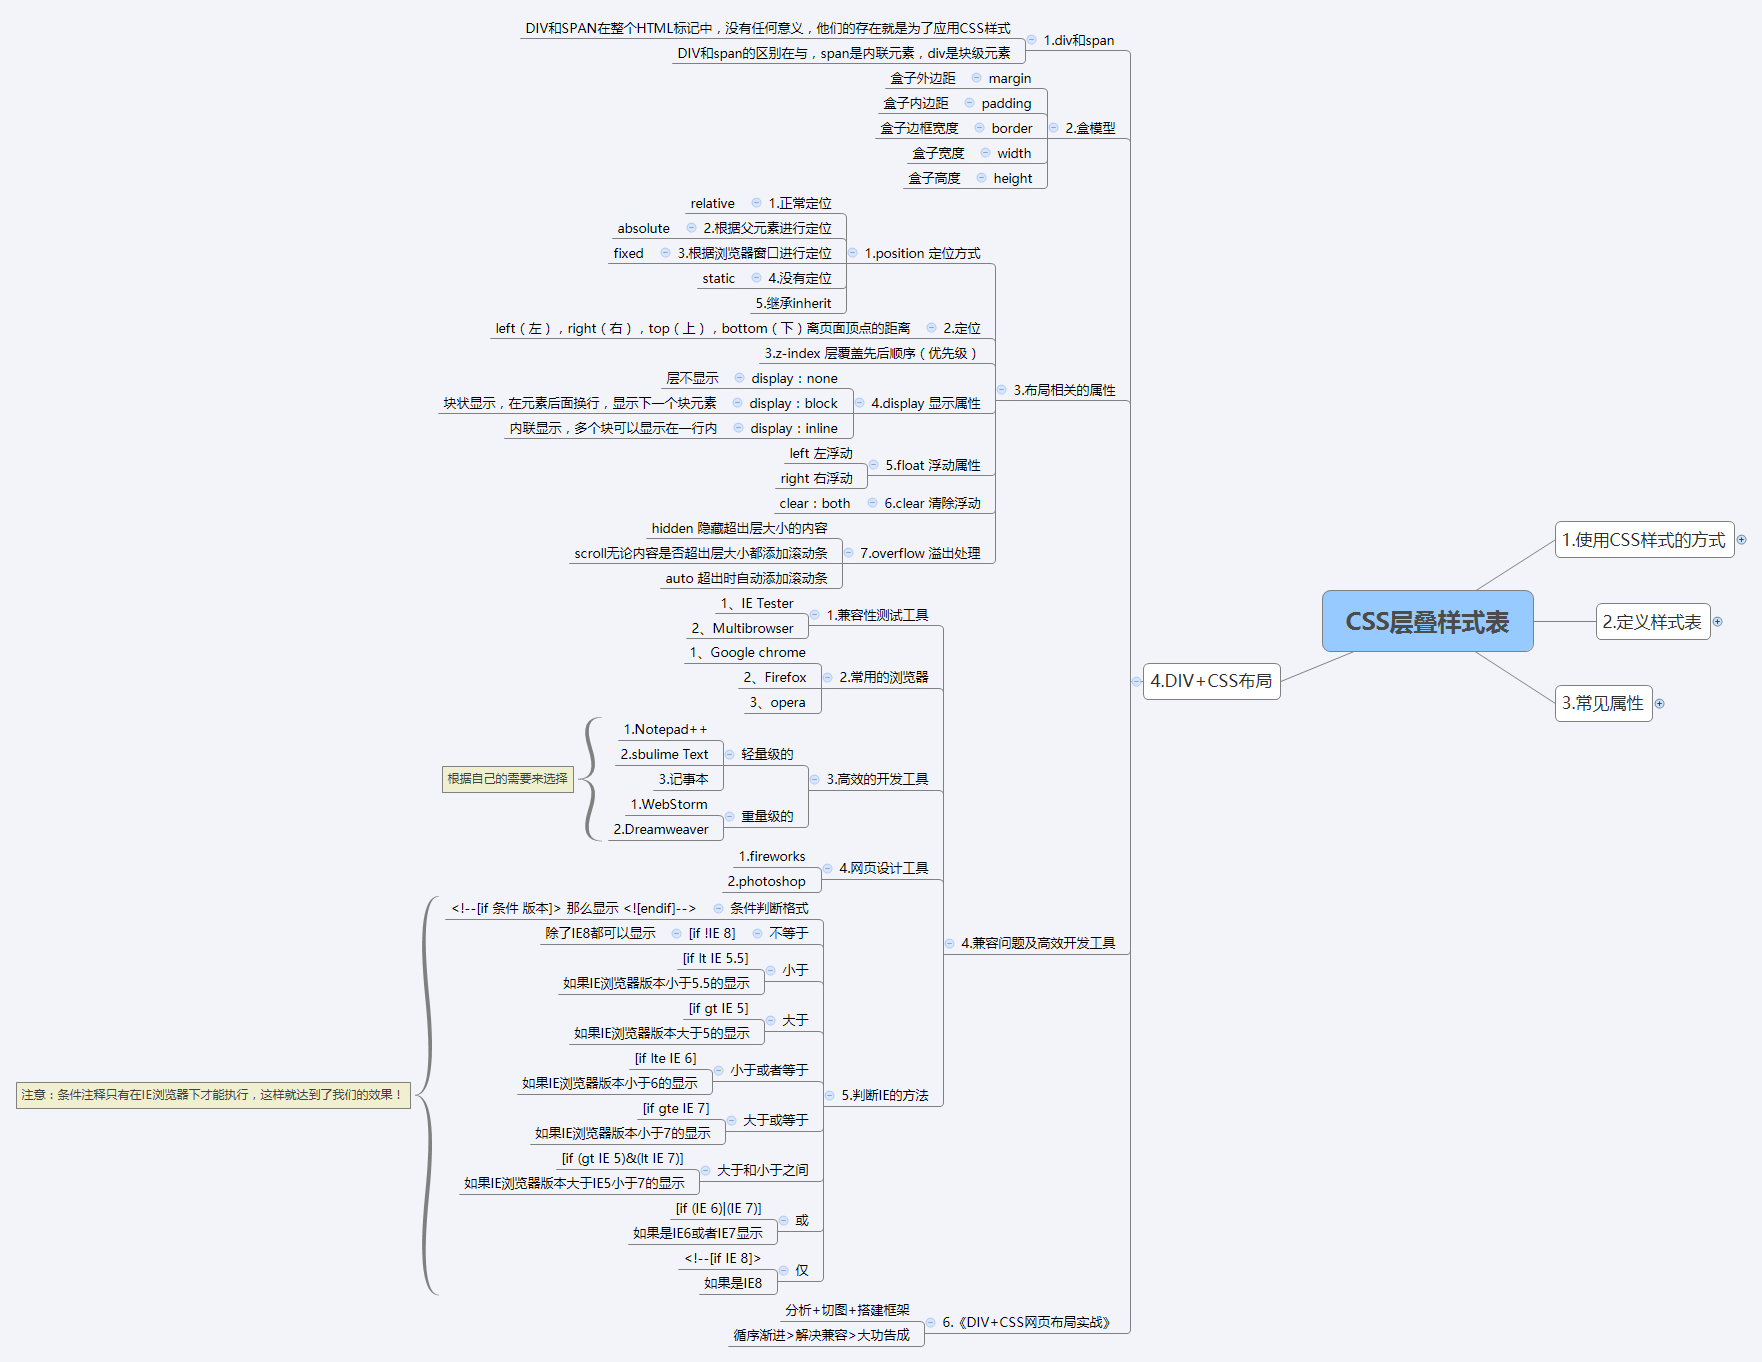 CSS层叠样式表
1.使用CSS样式的方式
2.定义样式表
3.常见属性
4.DIV+CSS布局
1.div和span
DIV和SPAN在整个HTML标记中，没有任何意义，他们的存在就是为了应用CSS样式
DIV和span的区别在与，span是内联元素，div是块级元素
2.盒模型
margin
盒子外边距
padding
盒子内边距
border
盒子边框宽度
width
盒子宽度
height
盒子高度
3.布局相关的属性
1.position 定位方式
1.正常定位
relative
2.根据父元素进行定位
absolute
3.根据浏览器窗口进行定位
fixed
4.没有定位
static
5.继承inherit
2.定位
left（左），right（右），top（上），bottom（下）离页面顶点的距离
3.z-index 层覆盖先后顺序（优先级）
4.display 显示属性
display：none
层不显示
display：block
块状显示，在元素后面换行，显示下一个块元素
display：inline
内联显示，多个块可以显示在一行内
5.float 浮动属性
left 左浮动
right 右浮动
6.clear 清除浮动
clear：both
7.overflow 溢出处理
hidden 隐藏超出层大小的内容
scroll无论内容是否超出层大小都添加滚动条
auto 超出时自动添加滚动条
4.兼容问题及高效开发工具
1.兼容性测试工具
1、IE Tester
2、Multibrowser
2.常用的浏览器
1、Google chrome
2、Firefox
3、opera
3.高效的开发工具
轻量级的
1.Notepad++
2.sbulime Text
3.记事本
重量级的
1.WebStorm
2.Dreamweaver
根据自己的需要来选择
4.网页设计工具
1.fireworks
2.photoshop
5.判断IE的方法
条件判断格式
<!--[if 条件 版本]> 那么显示 <![endif]-->
不等于
[if !IE 8]
除了IE8都可以显示
小于
[if lt IE 5.5]
如果IE浏览器版本小于5.5的显示
大于
[if gt IE 5]
如果IE浏览器版本大于5的显示
小于或者等于
[if lte IE 6]
如果IE浏览器版本小于6的显示
大于或等于
[if gte IE 7]
如果IE浏览器版本小于7的显示
大于和小于之间
[if (gt IE 5)&(lt IE 7)]
如果IE浏览器版本大于IE5小于7的显示
或
[if (IE 6)|(IE 7)]
如果是IE6或者IE7显示
仅
<!--[if IE 8]>
如果是IE8
注意：条件注释只有在IE浏览器下才能执行，这样就达到了我们的效果！
6.《DIV+CSS网页布局实战》
分析+切图+搭建框架
循序渐进>解决兼容>大功告成